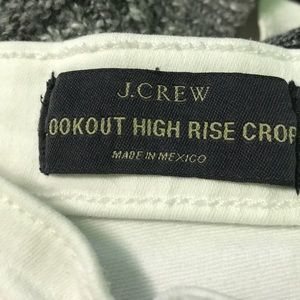 J.CREW
LOOKOUT HIGH RISE CROP
MADE IN MEXICO